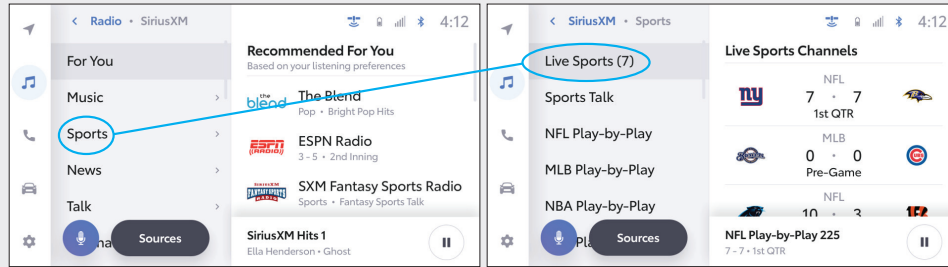 < Radio • SiriusXM
4:12
For You
Music
Sports
News
Talk
Sources
Recommended For You
Based on your listening preferences
the
blend
The Blend
Pop • Bright Pop Hits
ESPN
RADIO
ESPN Radio
3 - 5 • 2nd Inning
SiriusXM
FANTASY SPORTS
RADIO
SXM Fantasy Sports Radio
Sports • Fantasy Sports Talk
SiriusXM Hits 1
Ella Henderson • Ghost
< SiriusXM • Sports
4:12
Live Sports (7)
Sports Talk
NFL Play-by-Play
MLB Play-by-Play
NBA Play-by-Play
Sources
Live Sports Channels
NFL
ny 7 • 7
1st QTR
MLB
0 • 0
Pre-Game
NFL
10 • 3
NFL Play-by-Play 225
7 - 7 • 1st QTR